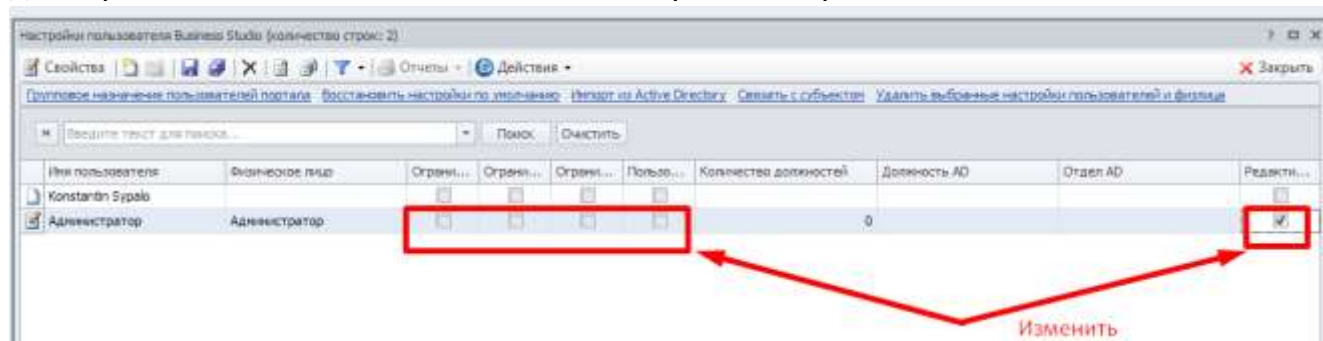 Настройки пользователя Business Studio (количество строк: 2)
Свойства Отчеты Действия Закрыть
Групповое назначение пользователей портала Восстановить настройки по умолчанию Импорт из Active Directory Связать с субъектом Удалить выбранные настройки пользователей и физлица
Введите текст для поиска... Поиск Очистить
Имя пользователя Физическое лицо Ограни... Ограни... Ограни... Пользо... Количество должностей Должность AD Отдел AD Редакти...
Konstantin Sypalo
Администратор Администратор 0
Изменить